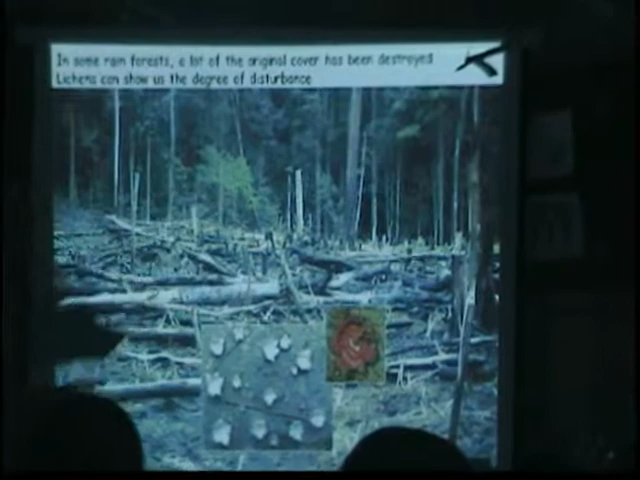 In some rain forests, a lot of the original cover has been destroyed
Lichens can show us the degree of disturbance